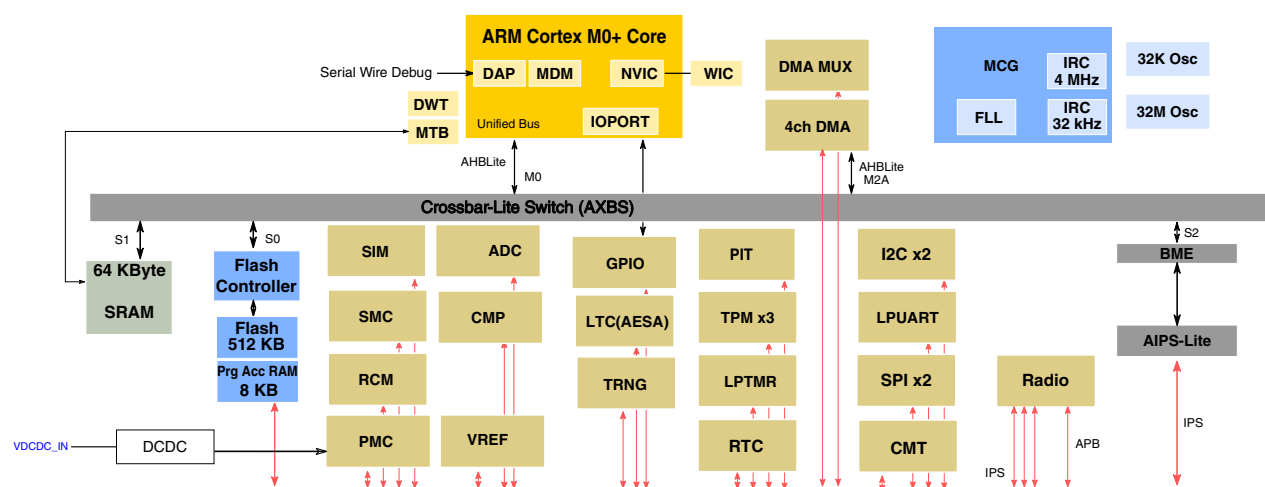 ARM Cortex M0+ Core
Serial Wire Debug
DAP
MDM
NVIC
WIC
DWT
MTB
Unified Bus
IOPORT
DMA MUX
4ch DMA
MCG
IRC
4 MHz
FLL
IRC
32 kHz
32K Osc
32M Osc
AHBLite
M0
AHBLite
M2A
Crossbar-Lite Switch (AXBS)
S1
S0
S2
64 KByte
SRAM
Flash
Controller
Flash
512 KB
Prg Acc RAM
8 KB
SIM
SMC
RCM
PMC
ADC
CMP
VREF
GPIO
LTC(AESA)
TRNG
PIT
TPM x3
LPTMR
RTC
I2C x2
LPUART
SPI x2
CMT
Radio
IPS
APB
BME
AIPS-Lite
IPS
VDCDC_IN
DCDC